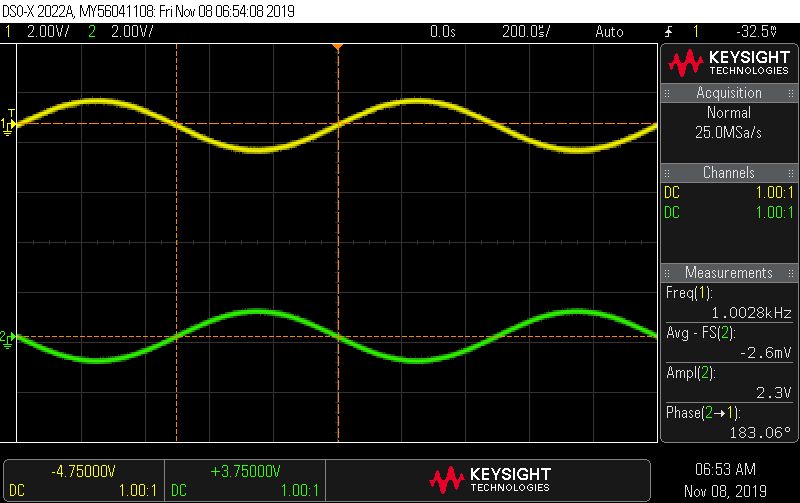 DSO-X 2022A, MY56041108: Fri Nov 08 06:54:08 2019
1 2.00V/ 2 2.00V/ 0.0s 200.0s/ Auto 1 -32.5V
KEYSIGHT
TECHNOLOGIES
Acquisition
Normal
25.0MSa/s
Channels
DC 1.00:1
DC 1.00:1
Measurements
Freq(1):
1.0028kHz
Avg - FS(2):
-2.6mV
Ampl(2):
2.3V
Phase(2→1):
183.06°
T
1
2
-4.75000V
DC 1.00:1
+3.75000V
DC 1.00:1
KEYSIGHT
TECHNOLOGIES
06:53 AM
Nov 08, 2019